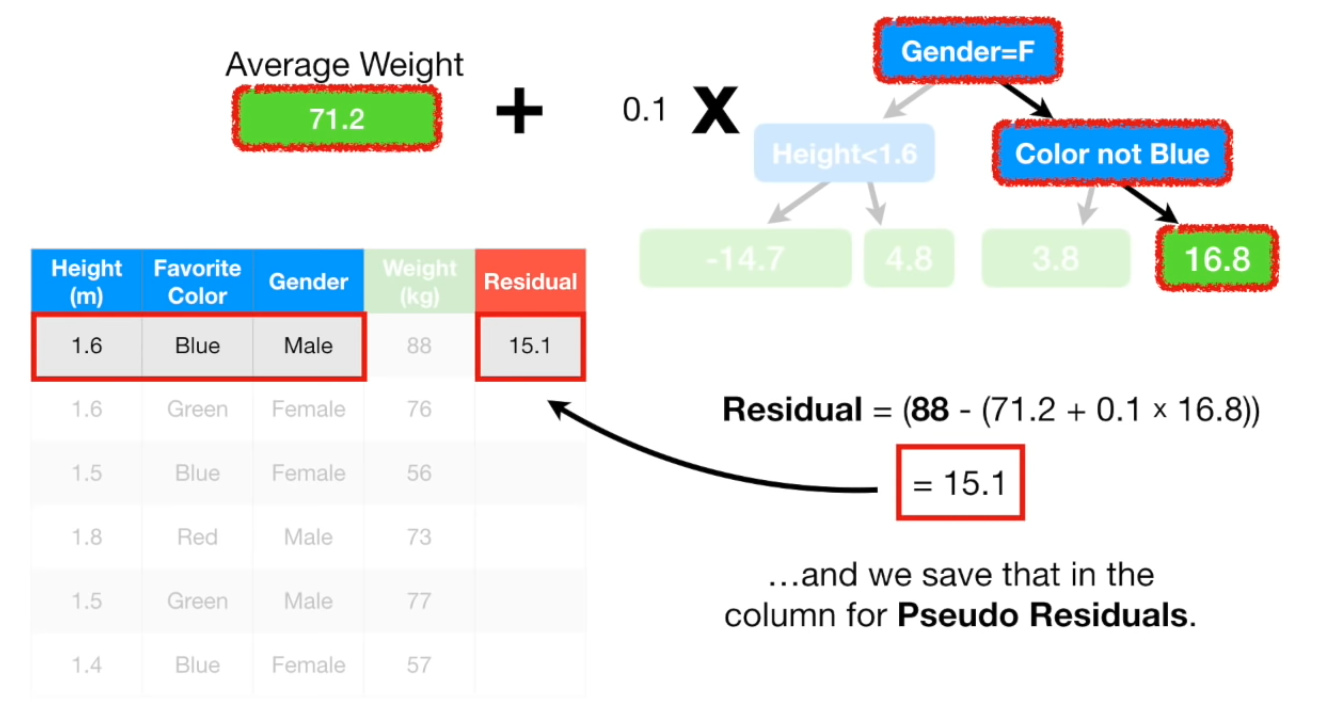 Average Weight
71.2
+
0.1 X
Gender=F
Height<1.6
Color not Blue
-14.7
4.8
3.8
16.8
Height (m) Favorite Color Gender Weight (kg) Residual
1.6 Blue Male 88 15.1
1.6 Green Female 76
1.5 Blue Female 56
1.8 Red Male 73
1.5 Green Male 77
1.4 Blue Female 57
Residual = (88 - (71.2 + 0.1 x 16.8))
= 15.1
…and we save that in the
column for Pseudo Residuals.